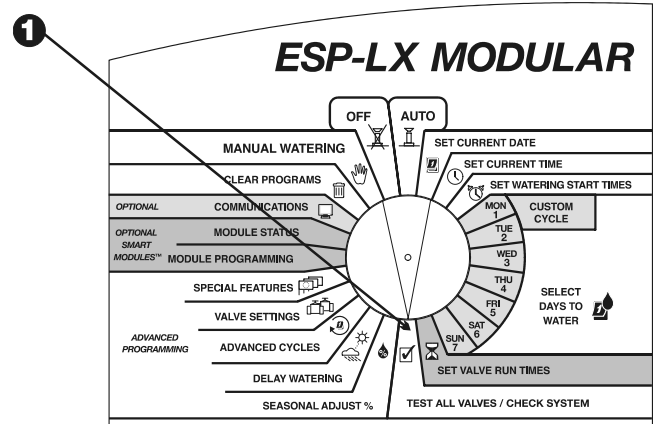 1
ESP-LX MODULAR
OFF
AUTO
MANUAL WATERING
SET CURRENT DATE
CLEAR PROGRAMS
SET CURRENT TIME
SET WATERING START TIMES
OPTIONAL
COMMUNICATIONS
MON
1
CUSTOM
CYCLE
OPTIONAL
SMART
MODULES™
MODULE STATUS
MODULE PROGRAMMING
TUE
2
WED
3
THU
4
FRI
5
SAT
6
SUN
7
SELECT
DAYS TO
WATER
SPECIAL FEATURES
VALVE SETTINGS
ADVANCED
PROGRAMMING
ADVANCED CYCLES
DELAY WATERING
SEASONAL ADJUST %
SET VALVE RUN TIMES
TEST ALL VALVES / CHECK SYSTEM